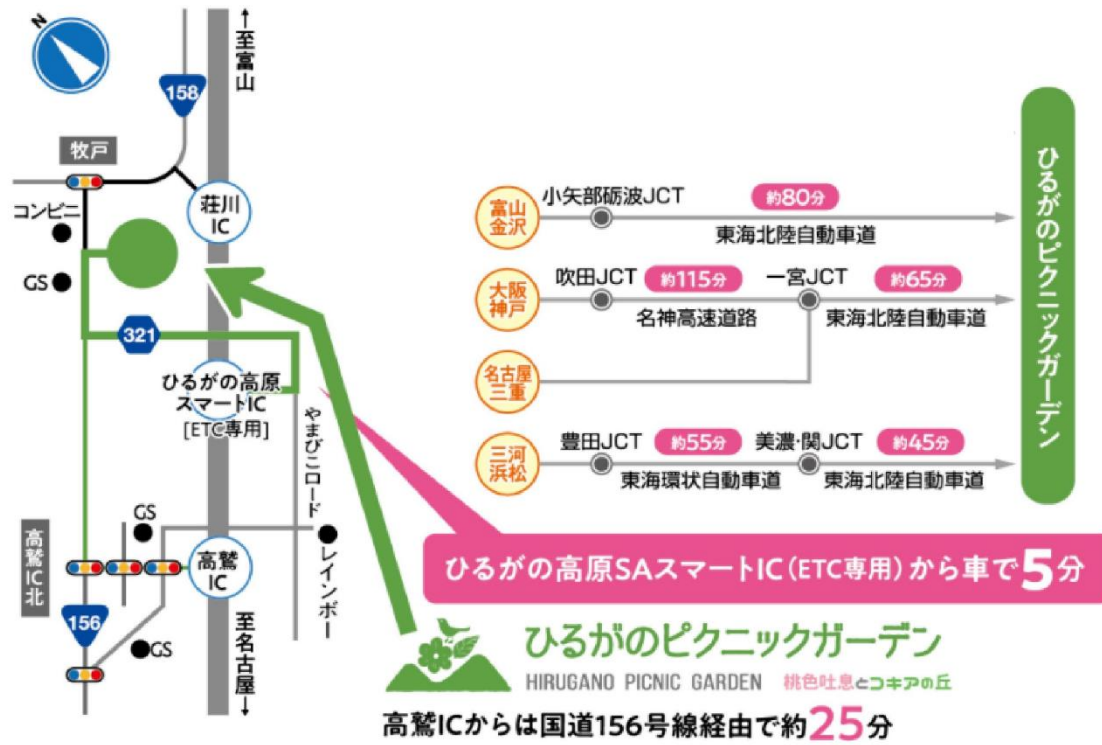 N
↑至富山
158
牧戸
コンビニ
荘川
IC
GS
321
ひるがの高原
スマートIC
[ETC専用]
やまびこロード
GS
高鷲IC北
高鷲
IC
レインボー
156
GS
至名古屋↓
富山
金沢
小矢部砺波JCT
約80分
東海北陸自動車道
大阪
神戸
吹田JCT
約115分
一宮JCT
約65分
名神高速道路
東海北陸自動車道
名古屋
三重
三河
浜松
豊田JCT
約55分
美濃・関JCT
約45分
東海環状自動車道
東海北陸自動車道
ひるがのピクニックガーデン
ひるがの高原SAスマートIC(ETC専用)から車で5分
ひるがのピクニックガーデン
HIRUGANO PICNIC GARDEN 桃色吐息とコキアの丘
高鷲ICからは国道156号線経由で約25分